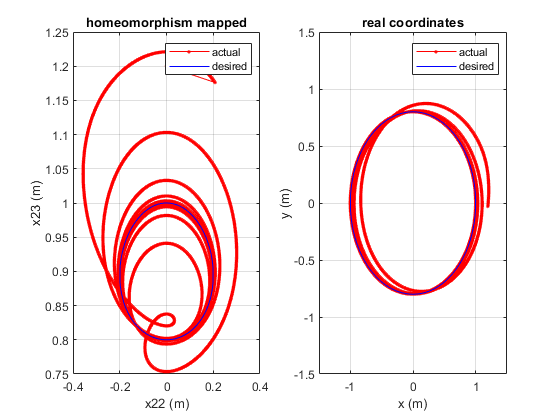 homeomorphism mapped
1.25
1.2
1.15
1.1
1.05
1
0.95
0.9
0.85
0.8
0.75
x23 (m)
-0.4
-0.2
0
0.2
0.4
x22 (m)
actual
desired
real coordinates
1.5
1
0.5
0
-0.5
-1
-1.5
y (m)
-1
0
1
x (m)
actual
desired